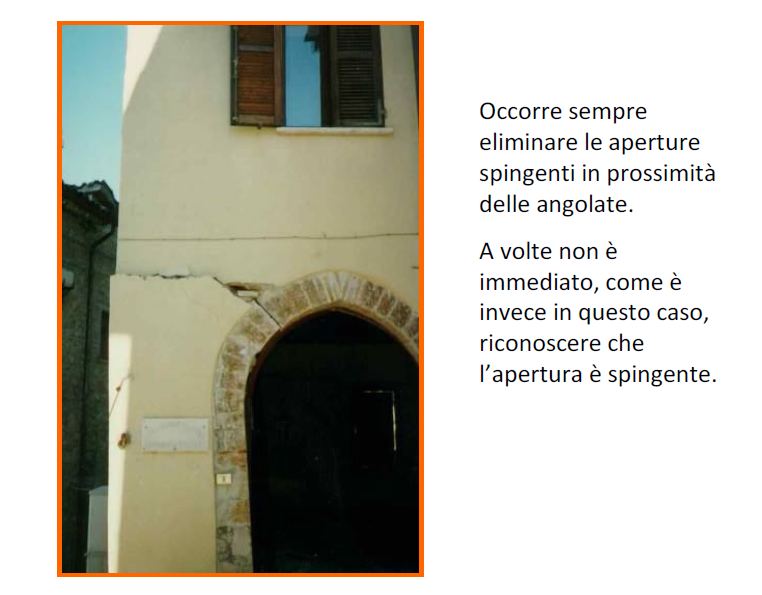 Occorre sempre
eliminare le aperture
spingenti in prossimità
delle angolate.
A volte non è
immediato, come è
invece in questo caso,
riconoscere che
l’apertura è spingente.